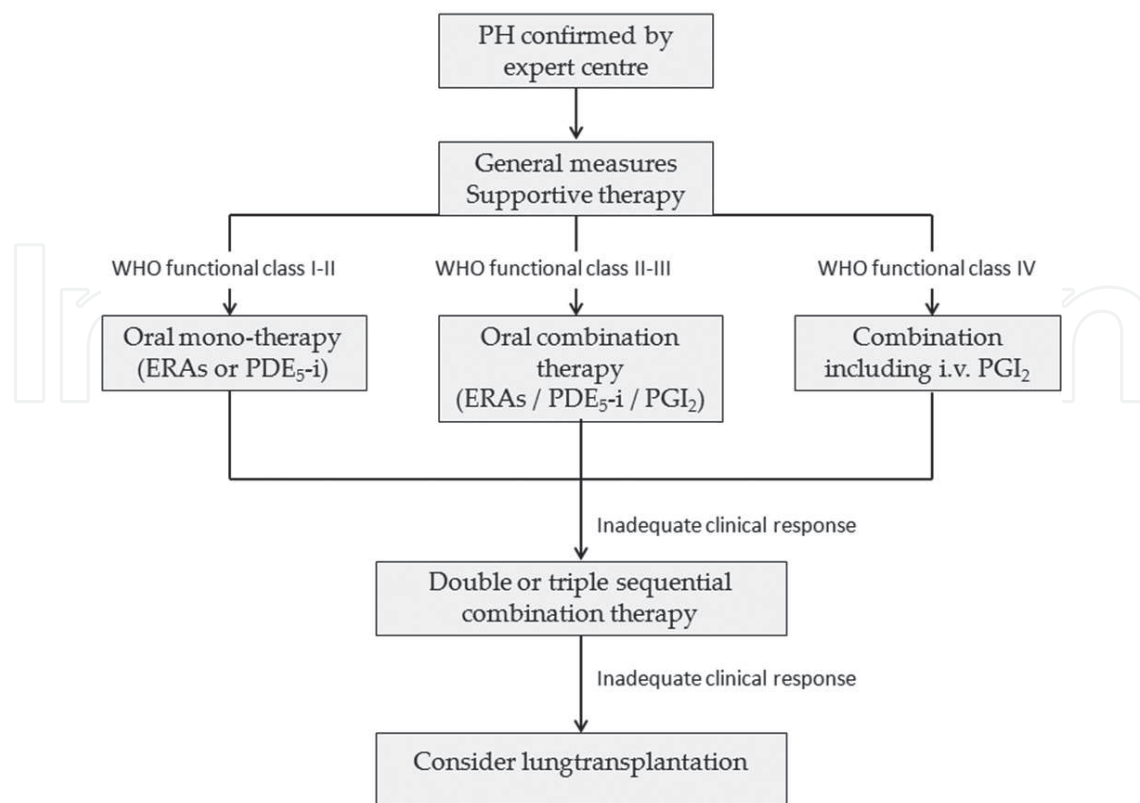 PH confirmed by
expert centre
General measures
Supportive therapy
WHO functional class I-II
WHO functional class II-III
WHO functional class IV
Oral mono-therapy
(ERAs or PDE₅-i)
Oral combination
therapy
(ERAs / PDE₅-i / PGI₂)
Combination
including i.v. PGI₂
Inadequate clinical response
Double or triple sequential
combination therapy
Inadequate clinical response
Consider lungtransplantation